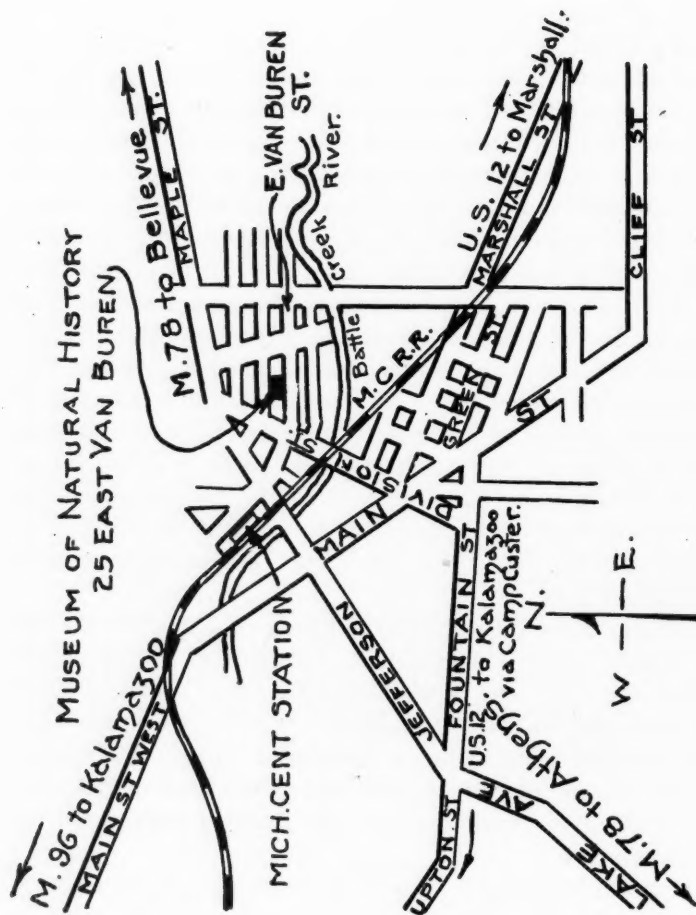 MUSEUM OF NATURAL HISTORY
25 EAST VAN BUREN
M.78 to Bellevue
MAPLE ST.
E. VAN BUREN
ST.
Creek
River.
Battle
M.C.R.R.
U.S. 12 to Marshall.
MARSHALL ST
CLIFF ST
M.96 to Kalamazoo
MAIN ST WEST
MICH. CENT STATION
MAIN
ST
DIVISION
ST
GREEK ST
JEFFERSON
FOUNTAIN ST
U.S.12 to Kalamazoo
via Camp Custer.
UPTON ST
LAKE AVE
M.78 to Athens.
N.
W E.